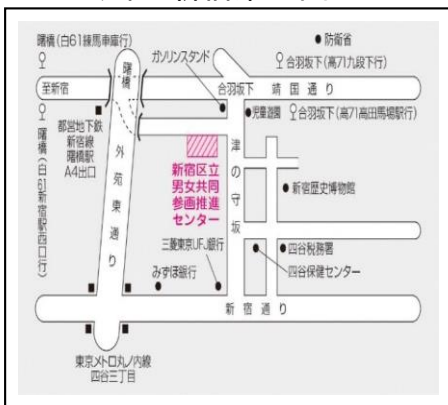 曙橋(白61練馬車庫行)
至新宿
曙橋(白61新宿駅西口行)
都営地下鉄
新宿線
曙橋駅
A4出口
曙橋
外苑東通り
ガソリンスタンド
合羽坂下
靖国通り
防衛省
合羽坂下(高71九段下行)
児童遊園
合羽坂下(高71高田馬場駅行)
新宿区立
男女共同
参画推進
センター
津の守坂
新宿歴史博物館
三菱東京UFJ銀行
みずほ銀行
四谷税務署
四谷保健センター
新宿通り
東京メトロ丸ノ内線
四谷三丁目